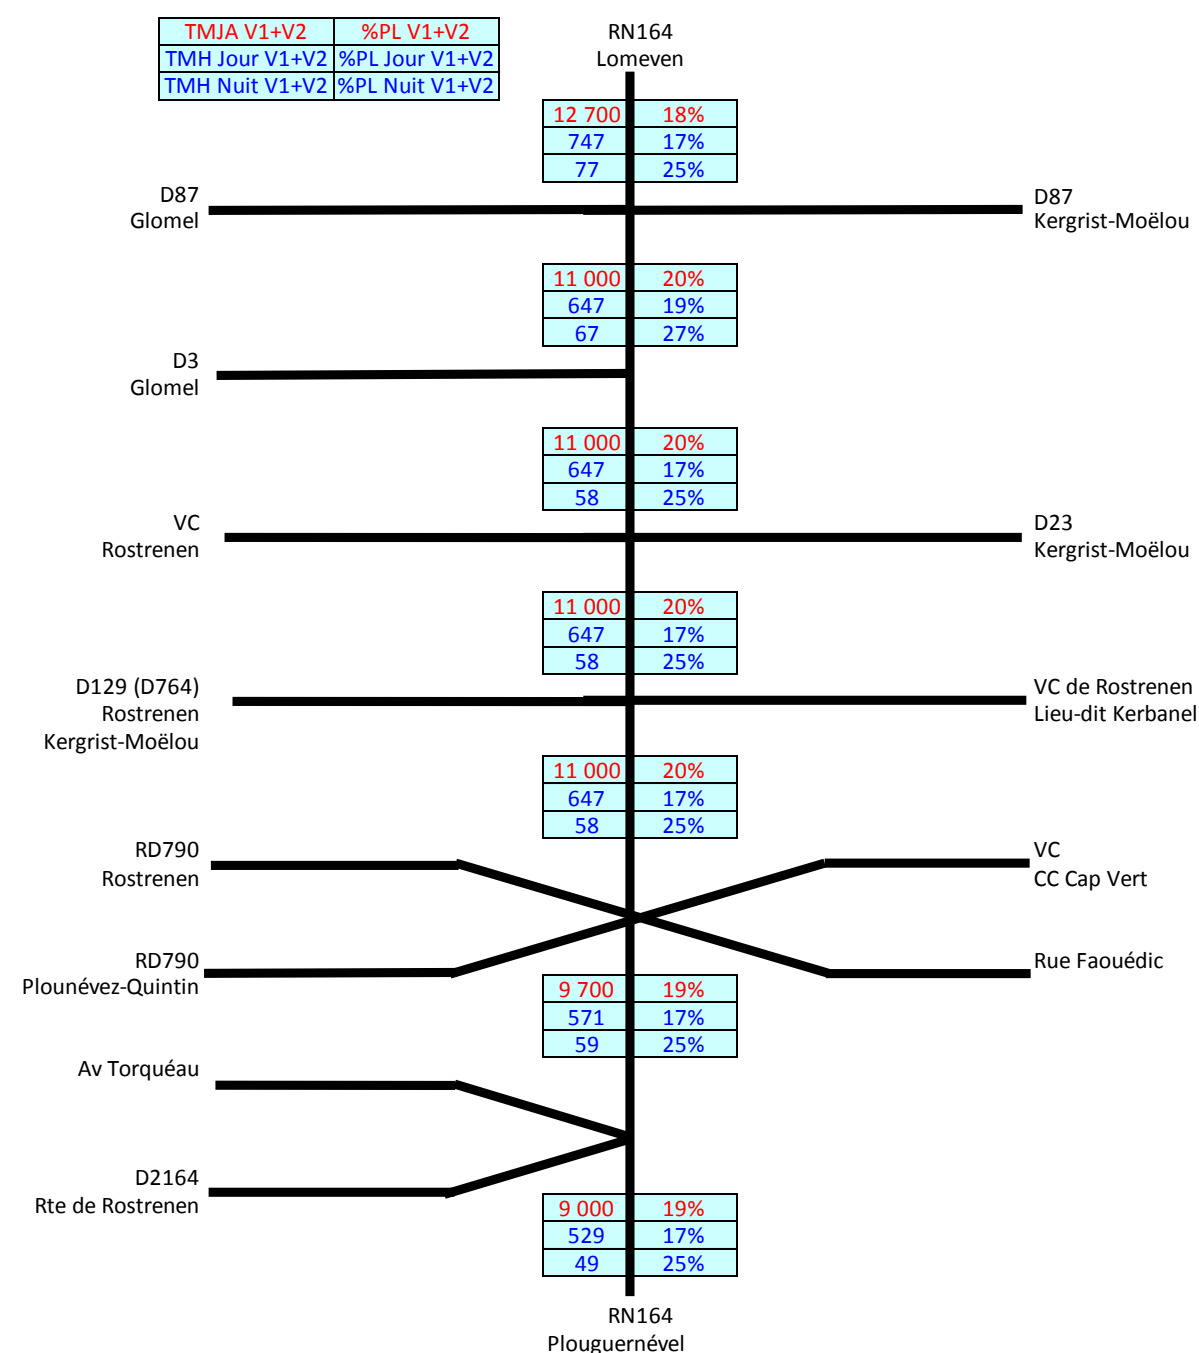 TMJA V1+V2 %PL V1+V2
TMH Jour V1+V2 %PL Jour V1+V2
TMH Nuit V1+V2 %PL Nuit V1+V2
RN164
Lomeven
12 700 18%
747 17%
77 25%
D87
Glomel
D87
Kergrist-Moëlou
11 000 20%
647 19%
67 27%
D3
Glomel
11 000 20%
647 17%
58 25%
VC
Rostrenen
D23
Kergrist-Moëlou
11 000 20%
647 17%
58 25%
D129 (D764)
Rostrenen
Kergrist-Moëlou
VC de Rostrenen
Lieu-dit Kerbanel
11 000 20%
647 17%
58 25%
RD790
Rostrenen
VC
CC Cap Vert
RD790
Plounévez-Quintin
Rue Faouédic
9 700 19%
571 17%
59 25%
Av Torquéau
D2164
Rte de Rostrenen
9 000 19%
529 17%
49 25%
RN164
Plouguernével